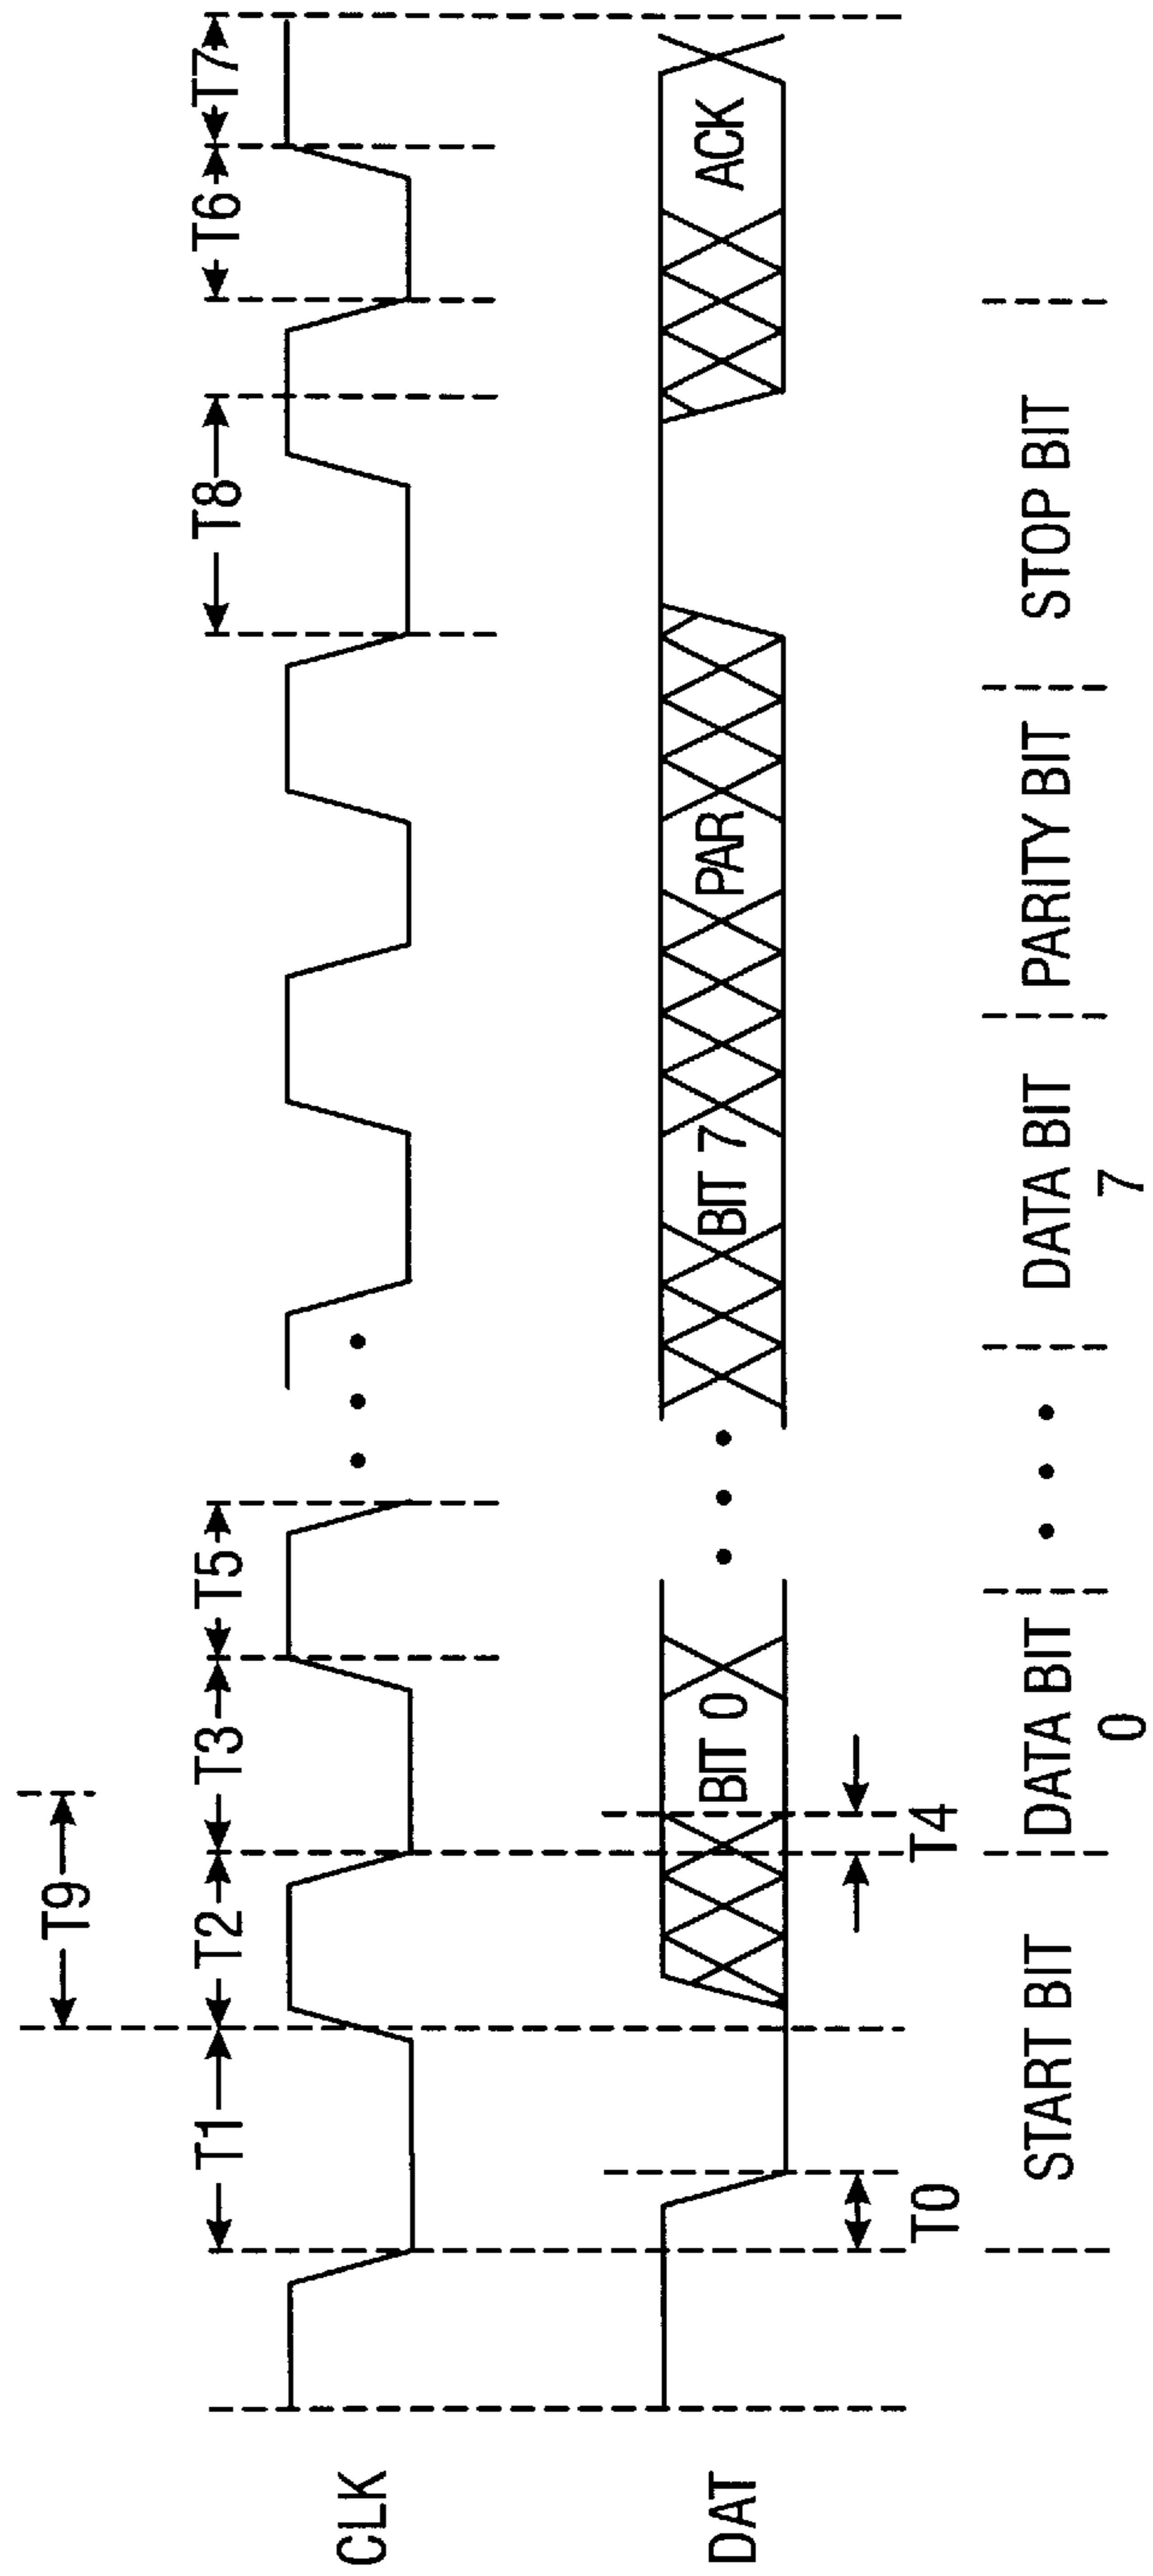 T9
T1
T2
T3
T5
T8
T6
T7
CLK
DAT
BIT 0
BIT 7
PAR
ACK
T0
T4
START BIT
DATA BIT
0
DATA BIT
7
PARITY BIT
STOP BIT